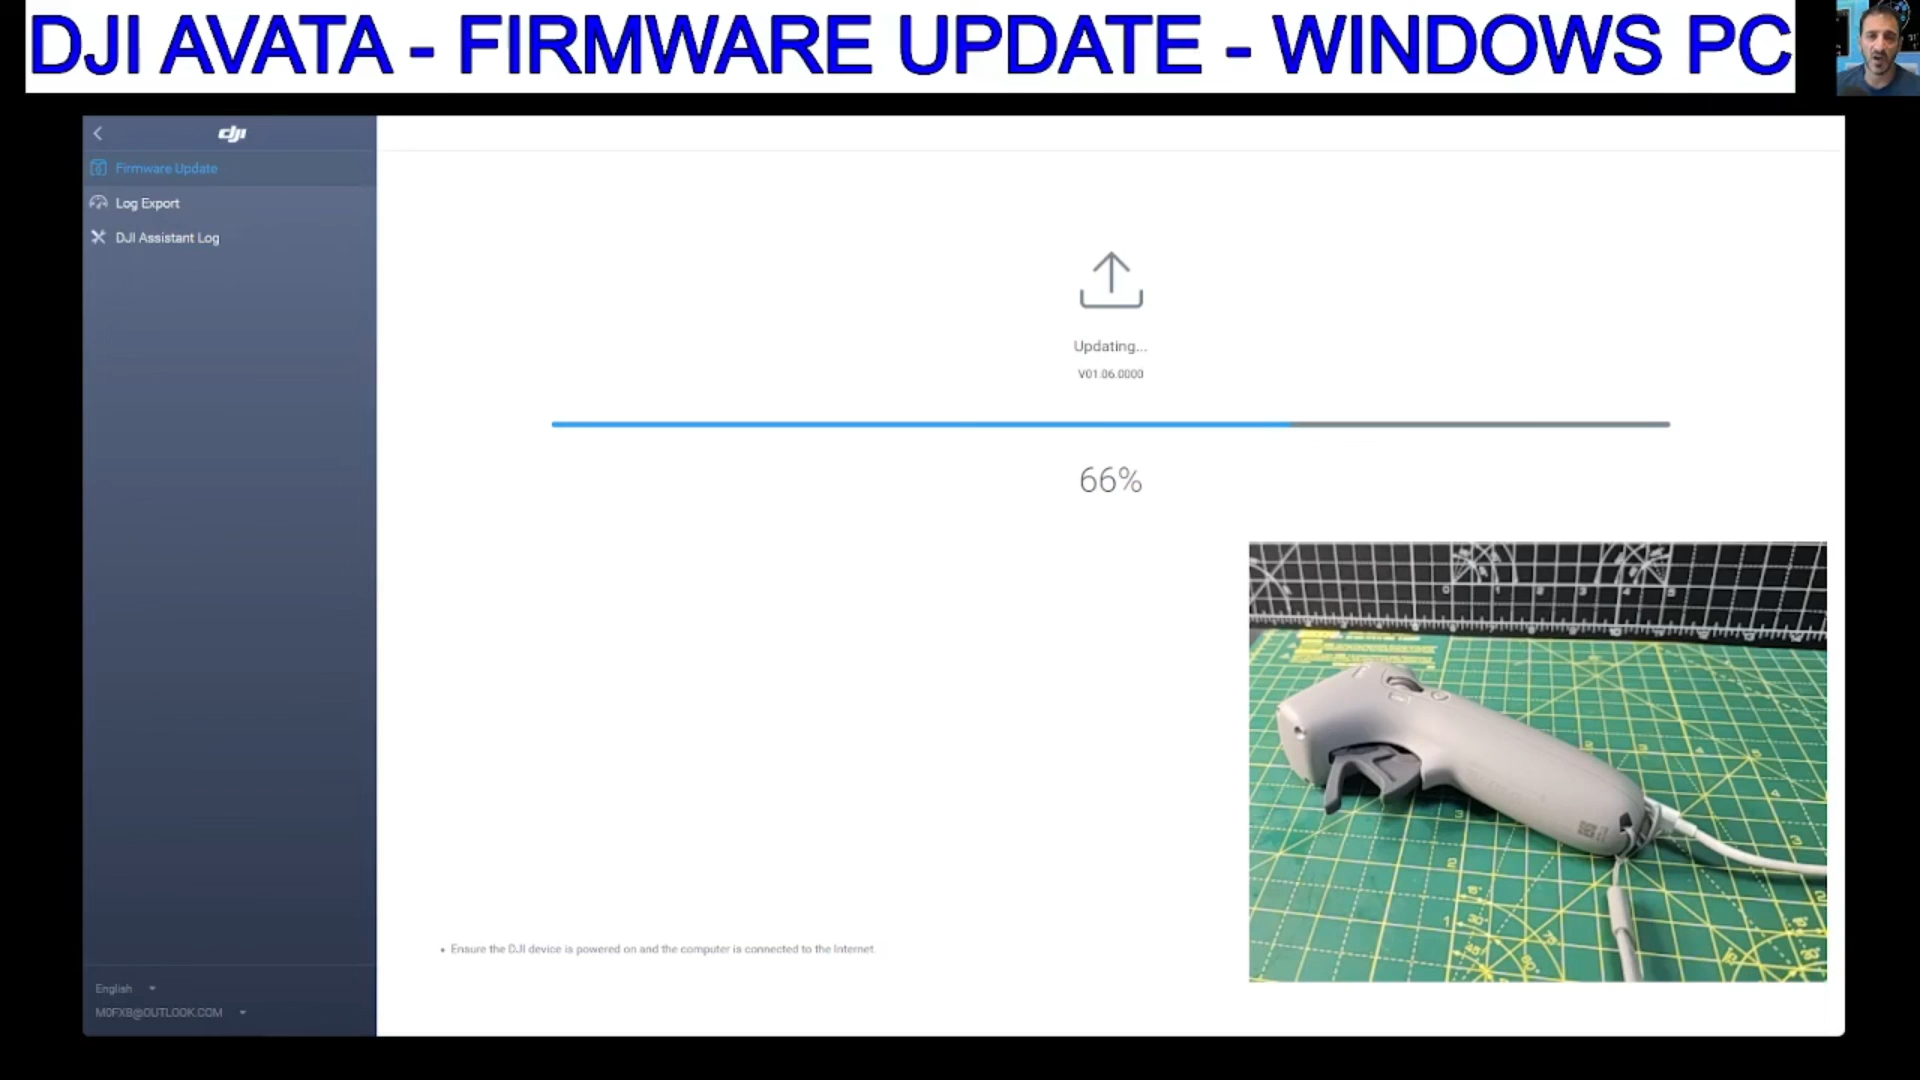 DJI AVATA - FIRMWARE UPDATE - WINDOWS PC
dji
Firmware Update
Log Export
DJI Assistant Log
Updating...
V01.06.0000
66%
• Ensure the DJI device is powered on and the computer is connected to the Internet.
English
M0FXB@OUTLOOK.COM